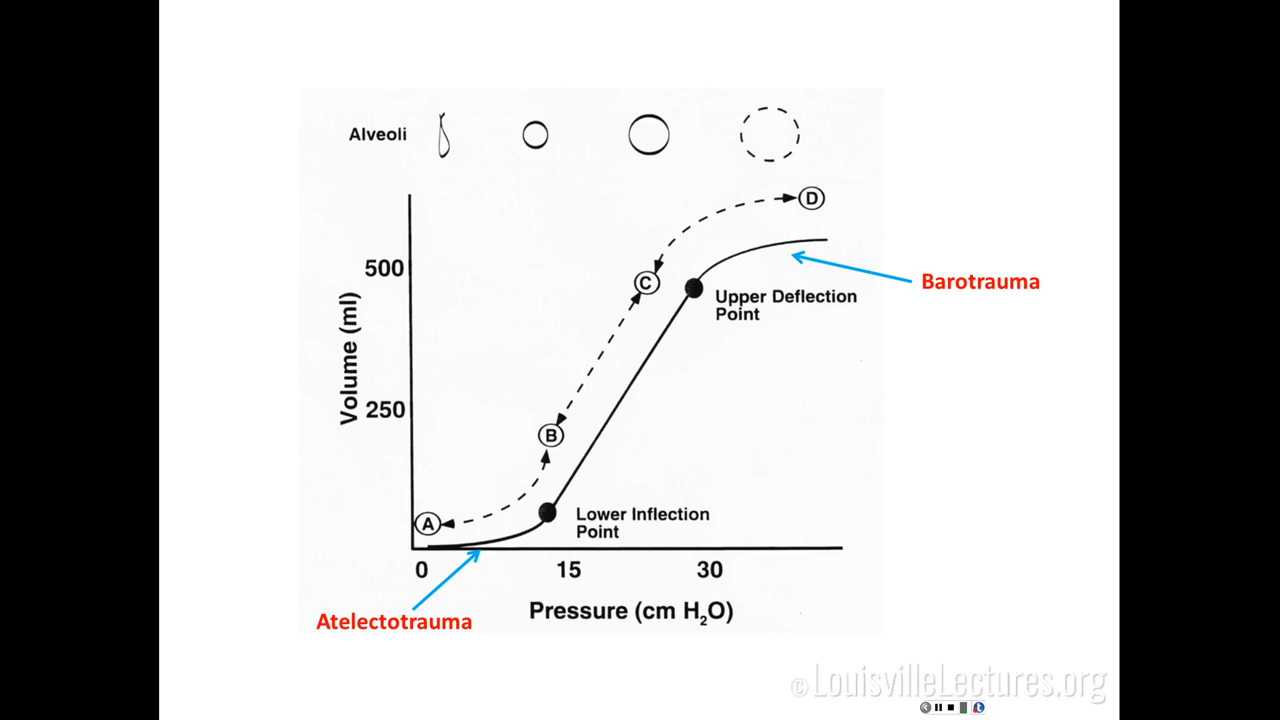 Alveoli
D
500
C
Barotrauma
Upper Deflection
Point
Volume (ml)
250
B
A
Lower Inflection
Point
0 15 30
Pressure (cm H₂O)
Atelectotrauma
© LouisvilleLectures.org